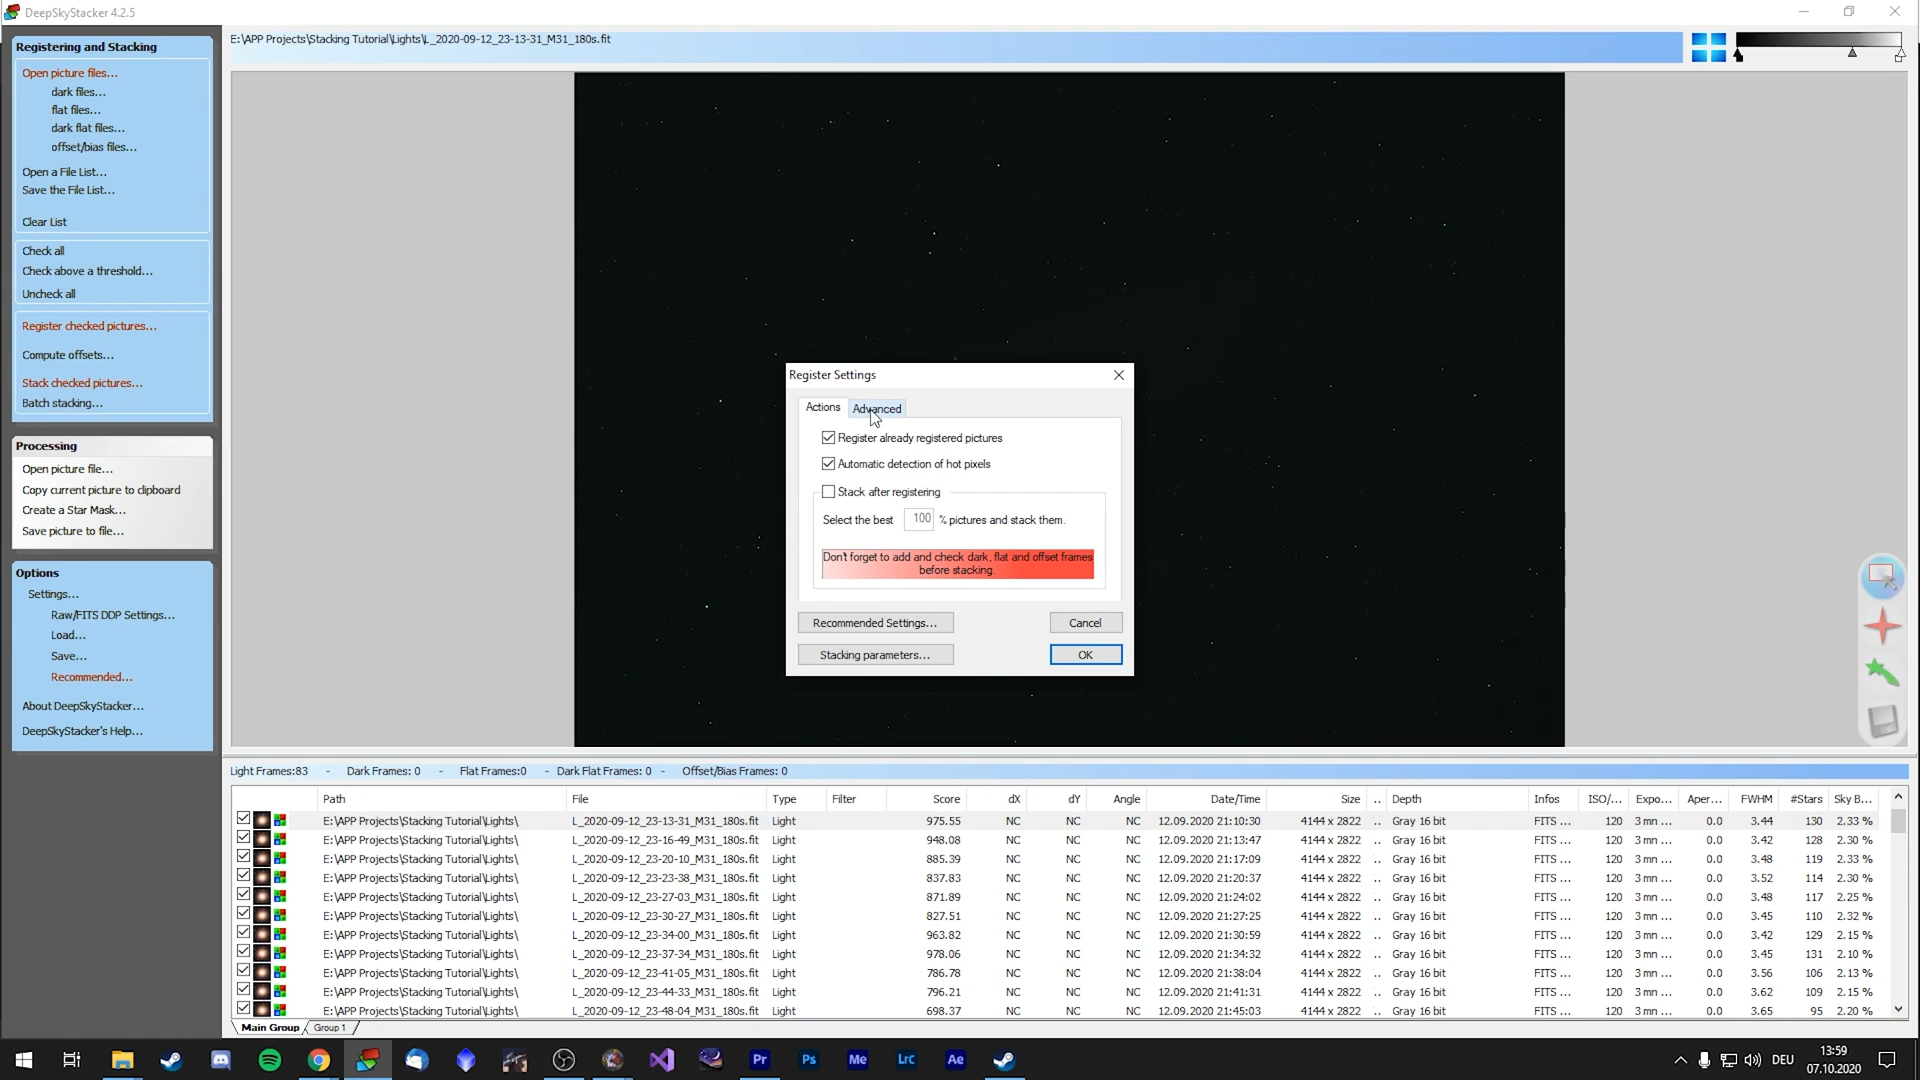 DeepSkyStacker 4.2.5
Registering and Stacking
Open picture files...
dark files...
flat files...
dark flat files...
offset/bias files...
Open a File List...
Save the File List...
Clear List
Check all
Check above a threshold...
Uncheck all
Register checked pictures...
Compute offsets...
Stack checked pictures...
Batch stacking...
Processing
Open picture file...
Copy current picture to clipboard
Create a Star Mask...
Save picture to file...
Options
Settings...
Raw/FITS DDP Settings...
Load...
Save...
Recommended...
About DeepSkyStacker...
DeepSkyStacker's Help...
E:\APP Projects\Stacking Tutorial\Lights\L_2020-09-12_23-13-31_M31_180s.fit
Register Settings
Actions Advanced
Register already registered pictures
Automatic detection of hot pixels
Stack after registering
Select the best 100 % pictures and stack them.
Don't forget to add and check dark, flat and offset frames
before stacking.
Recommended Settings... Cancel
Stacking parameters... OK
Light Frames:83 - Dark Frames: 0 - Flat Frames:0 - Dark Flat Frames: 0 - Offset/Bias Frames: 0
Path File Type Filter Score dX dY Angle Date/Time Size .. Depth Infos ISO/... Expo... Aper... FWHM #Stars Sky B...
E:\APP Projects\Stacking Tutorial\Lights\ L_2020-09-12_23-13-31_M31_180s.fit Light 975.55 NC NC NC 12.09.2020 21:10:30 4144 x 2822 .. Gray 16 bit FITS ... 120 3 mn ... 0.0 3.44 130 2.33 %
E:\APP Projects\Stacking Tutorial\Lights\ L_2020-09-12_23-16-49_M31_180s.fit Light 948.08 NC NC NC 12.09.2020 21:13:47 4144 x 2822 .. Gray 16 bit FITS ... 120 3 mn ... 0.0 3.42 128 2.30 %
E:\APP Projects\Stacking Tutorial\Lights\ L_2020-09-12_23-20-10_M31_180s.fit Light 885.39 NC NC NC 12.09.2020 21:17:09 4144 x 2822 .. Gray 16 bit FITS ... 120 3 mn ... 0.0 3.48 119 2.33 %
E:\APP Projects\Stacking Tutorial\Lights\ L_2020-09-12_23-23-38_M31_180s.fit Light 837.83 NC NC NC 12.09.2020 21:20:37 4144 x 2822 .. Gray 16 bit FITS ... 120 3 mn ... 0.0 3.52 114 2.30 %
E:\APP Projects\Stacking Tutorial\Lights\ L_2020-09-12_23-27-03_M31_180s.fit Light 871.89 NC NC NC 12.09.2020 21:24:02 4144 x 2822 .. Gray 16 bit FITS ... 120 3 mn ... 0.0 3.48 117 2.25 %
E:\APP Projects\Stacking Tutorial\Lights\ L_2020-09-12_23-30-27_M31_180s.fit Light 827.51 NC NC NC 12.09.2020 21:27:25 4144 x 2822 .. Gray 16 bit FITS ... 120 3 mn ... 0.0 3.45 110 2.32 %
E:\APP Projects\Stacking Tutorial\Lights\ L_2020-09-12_23-34-00_M31_180s.fit Light 963.82 NC NC NC 12.09.2020 21:30:59 4144 x 2822 .. Gray 16 bit FITS ... 120 3 mn ... 0.0 3.42 129 2.15 %
E:\APP Projects\Stacking Tutorial\Lights\ L_2020-09-12_23-37-34_M31_180s.fit Light 978.06 NC NC NC 12.09.2020 21:34:32 4144 x 2822 .. Gray 16 bit FITS ... 120 3 mn ... 0.0 3.45 131 2.10 %
E:\APP Projects\Stacking Tutorial\Lights\ L_2020-09-12_23-41-05_M31_180s.fit Light 786.78 NC NC NC 12.09.2020 21:38:04 4144 x 2822 .. Gray 16 bit FITS ... 120 3 mn ... 0.0 3.56 106 2.13 %
E:\APP Projects\Stacking Tutorial\Lights\ L_2020-09-12_23-44-33_M31_180s.fit Light 796.21 NC NC NC 12.09.2020 21:41:31 4144 x 2822 .. Gray 16 bit FITS ... 120 3 mn ... 0.0 3.62 109 2.15 %
E:\APP Projects\Stacking Tutorial\Lights\ L_2020-09-12_23-48-04_M31_180s.fit Light 698.37 NC NC NC 12.09.2020 21:45:03 4144 x 2822 .. Gray 16 bit FITS ... 120 3 mn ... 0.0 3.65 95 2.20 %
Main Group Group 1
Pr Ps Me Lrc Ae DEU 13:59
07.10.2020